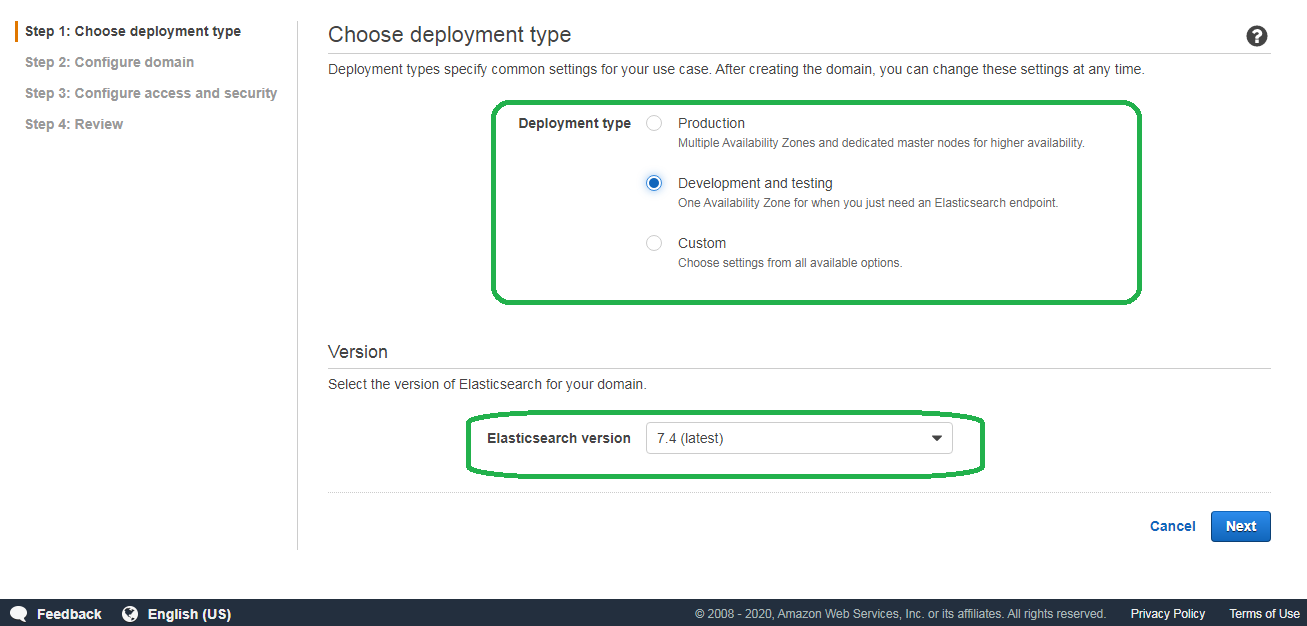 Step 1: Choose deployment type
Step 2: Configure domain
Step 3: Configure access and security
Step 4: Review
Choose deployment type
?
Deployment types specify common settings for your use case. After creating the domain, you can change these settings at any time.
Deployment type
Production
Multiple Availability Zones and dedicated master nodes for higher availability.
Development and testing
One Availability Zone for when you just need an Elasticsearch endpoint.
Custom
Choose settings from all available options.
Version
Select the version of Elasticsearch for your domain.
Elasticsearch version 7.4 (latest)
Cancel Next
Feedback English (US) © 2008 - 2020, Amazon Web Services, Inc. or its affiliates. All rights reserved. Privacy Policy Terms of Use